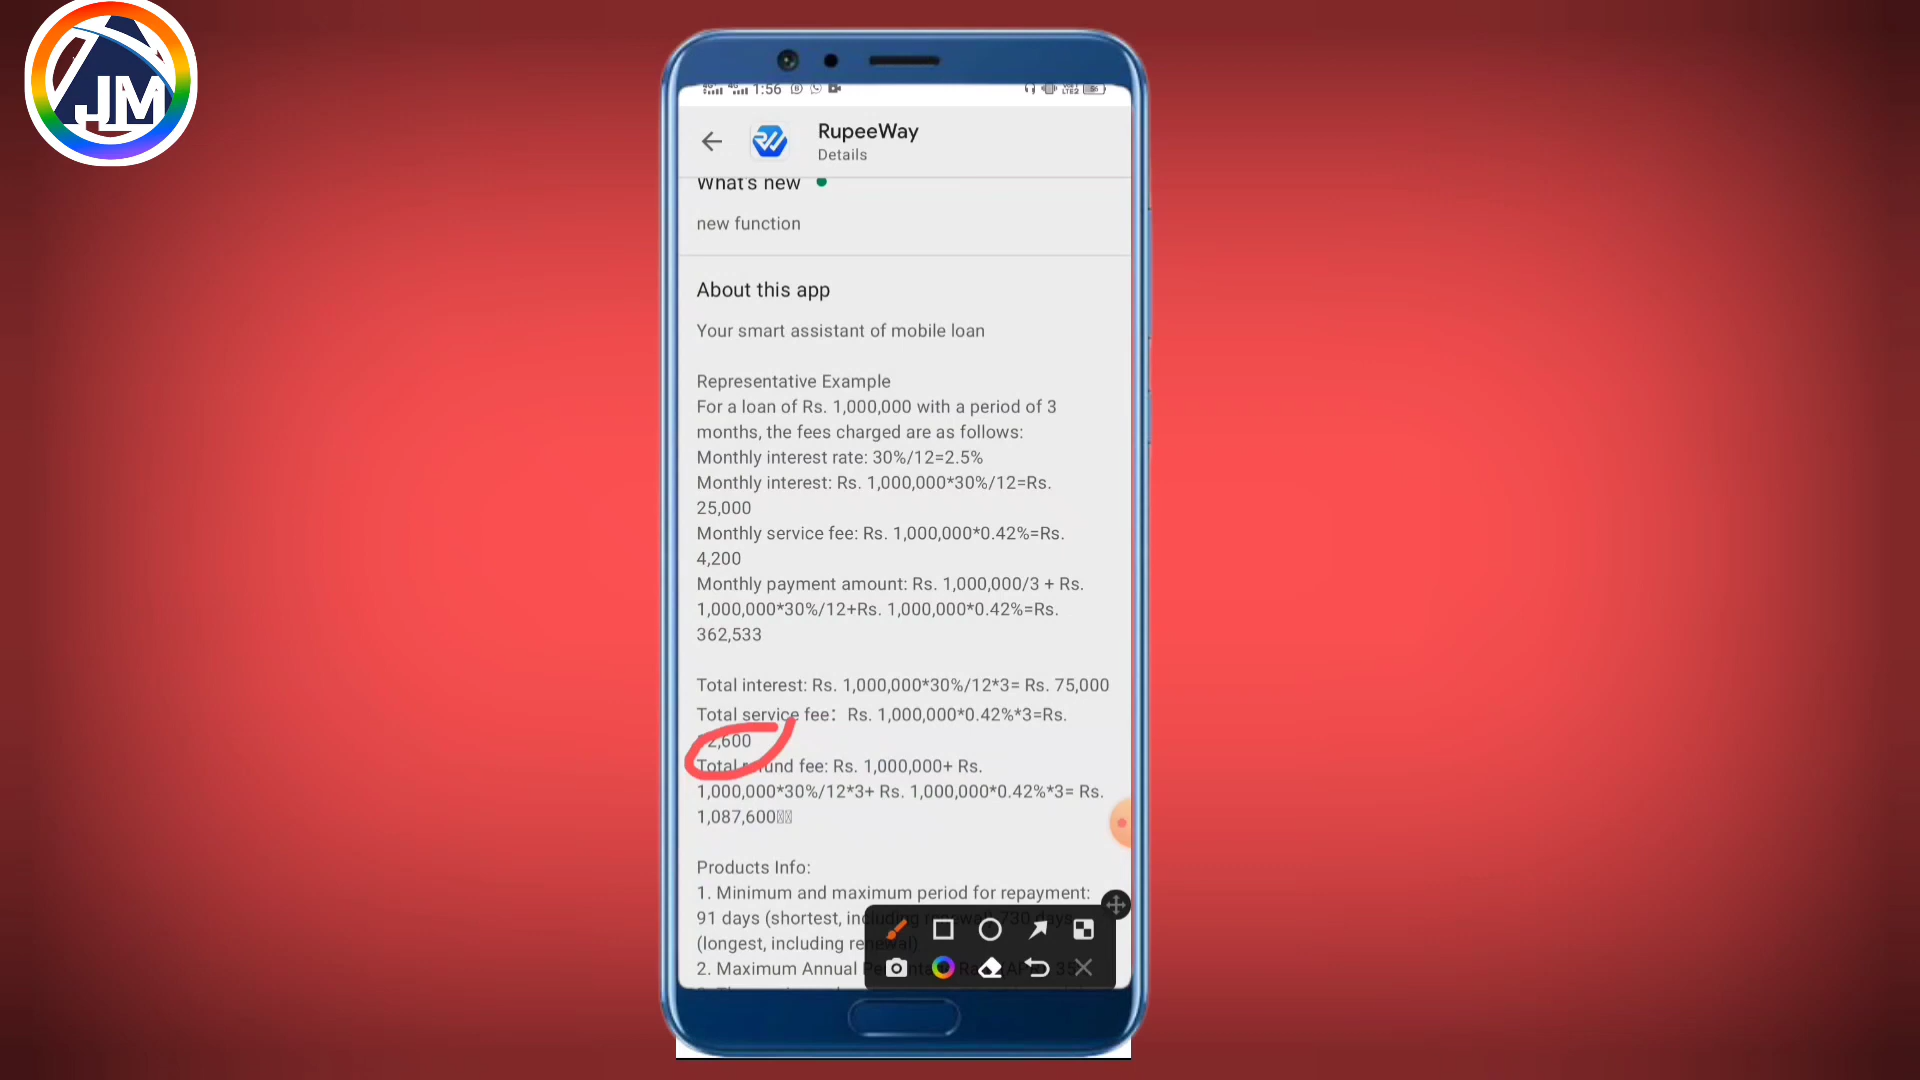 JM
1:56
RupeeWay
Details
What's new
new function
About this app
Your smart assistant of mobile loan
Representative Example
For a loan of Rs. 1,000,000 with a period of 3
months, the fees charged are as follows:
Monthly interest rate: 30%/12=2.5%
Monthly interest: Rs. 1,000,000*30%/12=Rs.
25,000
Monthly service fee: Rs. 1,000,000*0.42%=Rs.
4,200
Monthly payment amount: Rs. 1,000,000/3 + Rs.
1,000,000*30%/12+Rs. 1,000,000*0.42%=Rs.
362,533
Total interest: Rs. 1,000,000*30%/12*3= Rs. 75,000
Total service fee：Rs. 1,000,000*0.42%*3=Rs.
12,600
Total refund fee: Rs. 1,000,000+ Rs.
1,000,000*30%/12*3+ Rs. 1,000,000*0.42%*3= Rs.
1,087,600
Products Info:
1. Minimum and maximum period for repayment:
91 days (shortest, including renewal), 730 days
(longest, including renewal)
2. Maximum Annual